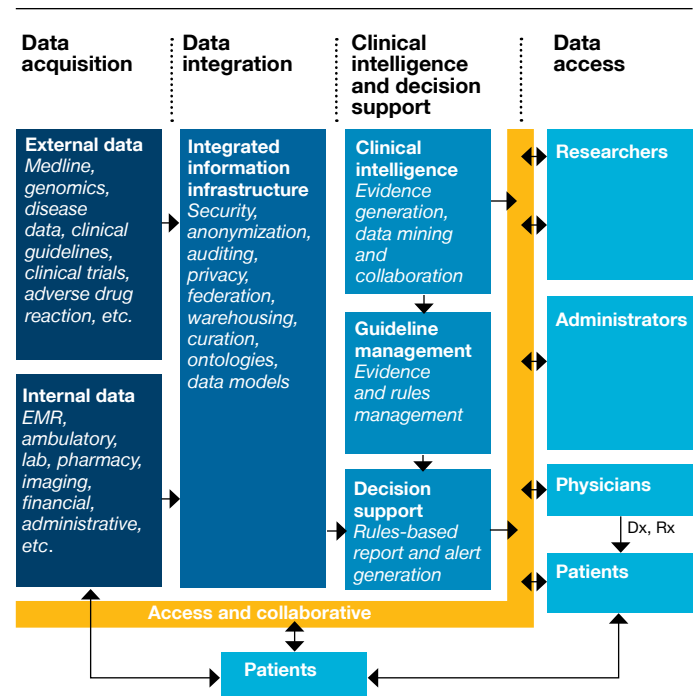 Data
acquisition
Data
integration
Clinical
intelligence
and decision
support
Data
access
External data
Medline,
genomics,
disease
data, clinical
guidelines,
clinical trials,
adverse drug
reaction, etc.
Internal data
EMR,
ambulatory,
lab, pharmacy,
imaging,
financial,
administrative,
etc.
Integrated
information
infrastructure
Security,
anonymization,
auditing,
privacy,
federation,
warehousing,
curation,
ontologies,
data models
Clinical
intelligence
Evidence
generation,
data mining
and
collaboration
Guideline
management
Evidence
and rules
management
Decision
support
Rules-based
report and alert
generation
Researchers
Administrators
Physicians
Dx, Rx
Patients
Access and collaborative
Patients